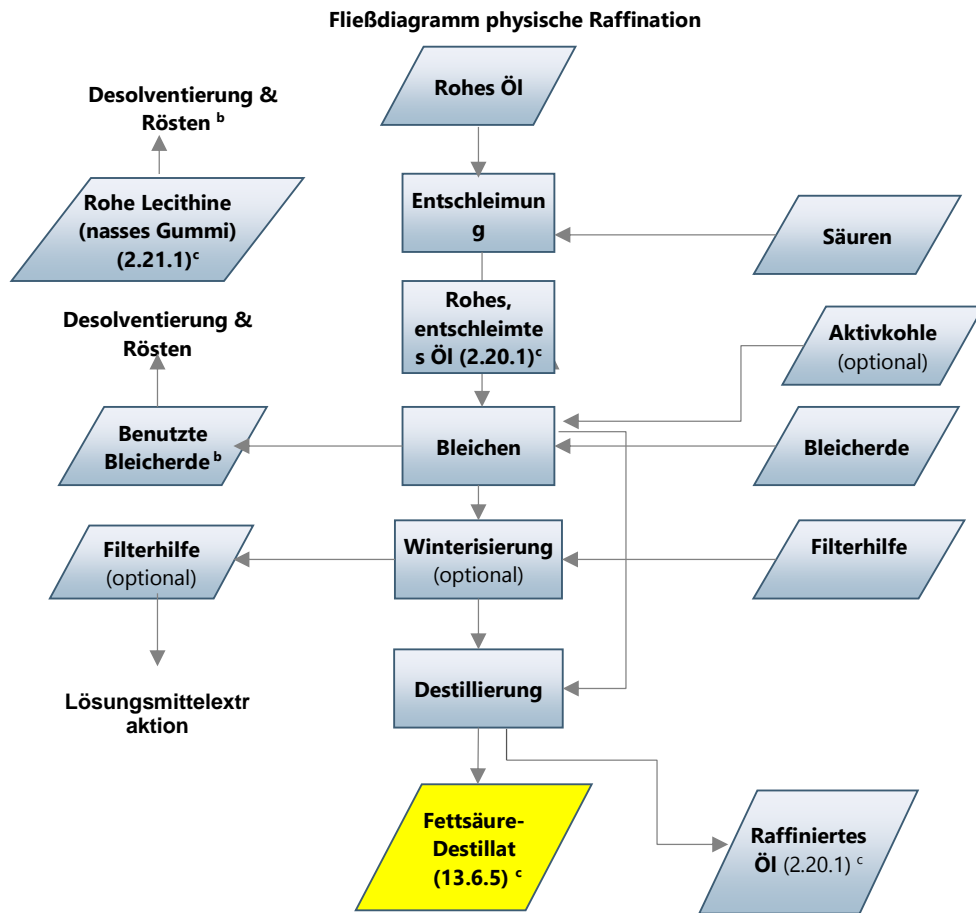 Fließdiagramm physische Raffination
Rohes Öl
Desolventierung &
Rösten b
Rohe Lecithine
(nasses Gummi)
(2.21.1)c
Entschleimun
g
Säuren
Rohes,
entschleimte
s Öl (2.20.1)c
Desolventierung &
Rösten
Aktivkohle
(optional)
Benutzte
Bleicherde b
Bleichen
Bleicherde
Filterhilfe
(optional)
Winterisierung
(optional)
Filterhilfe
Destillierung
Lösungsmittelextr
aktion
Fettsäure-
Destillat
(13.6.5) c
Raffiniertes
Öl (2.20.1) c